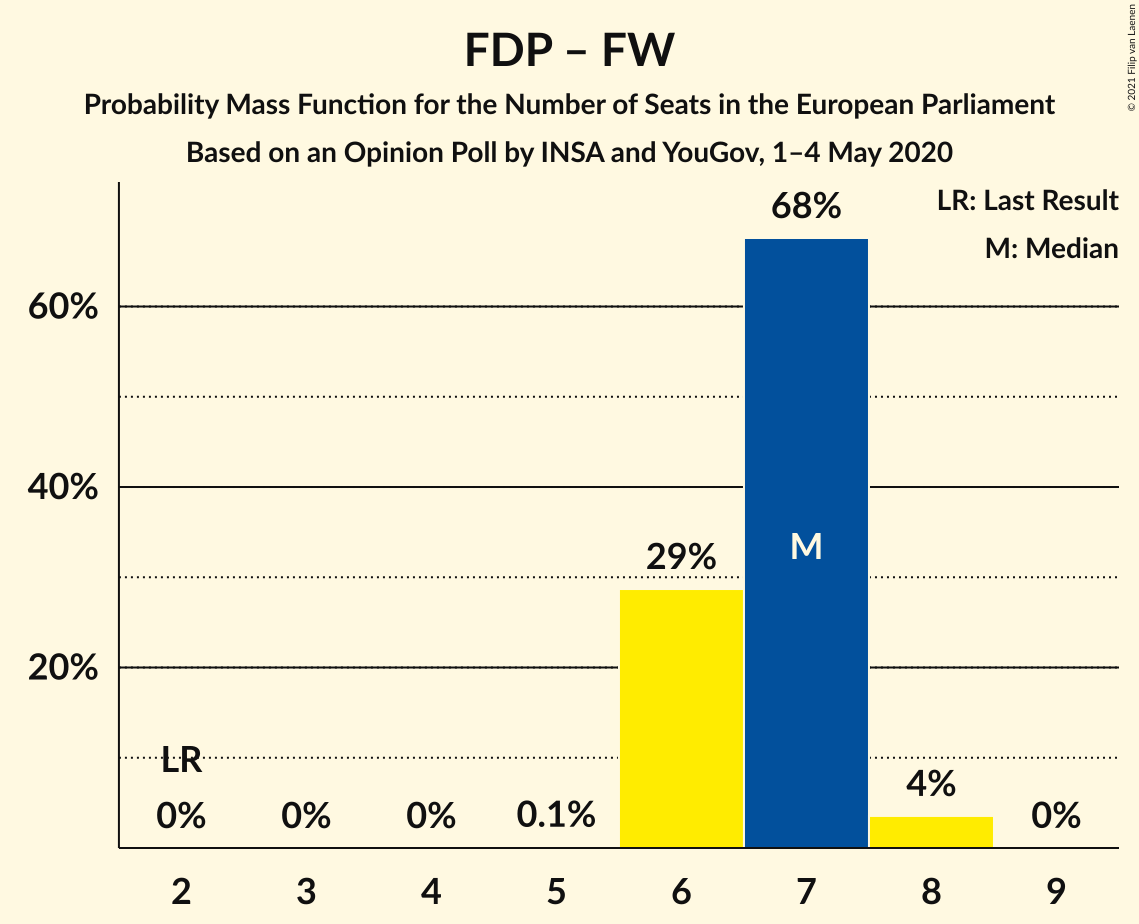 FDP – FW
Probability Mass Function for the Number of Seats in the European Parliament
Based on an Opinion Poll by INSA and YouGov, 1–4 May 2020
© 2021 Filip van Laenen
LR: Last Result
M: Median
68%
60%
40%
29%
M
20%
LR
0%
0%
0%
0.1%
4%
0%
2
3
4
5
6
7
8
9